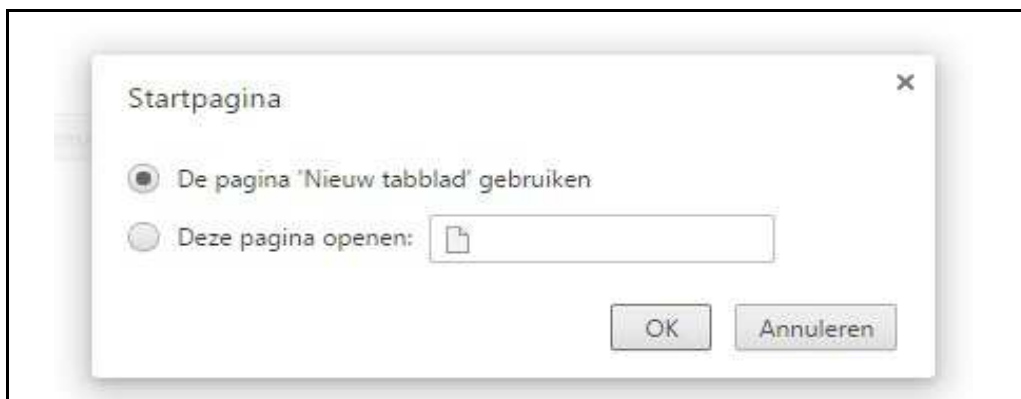 Startpagina
De pagina 'Nieuw tabblad' gebruiken
Deze pagina openen:
OK Annuleren